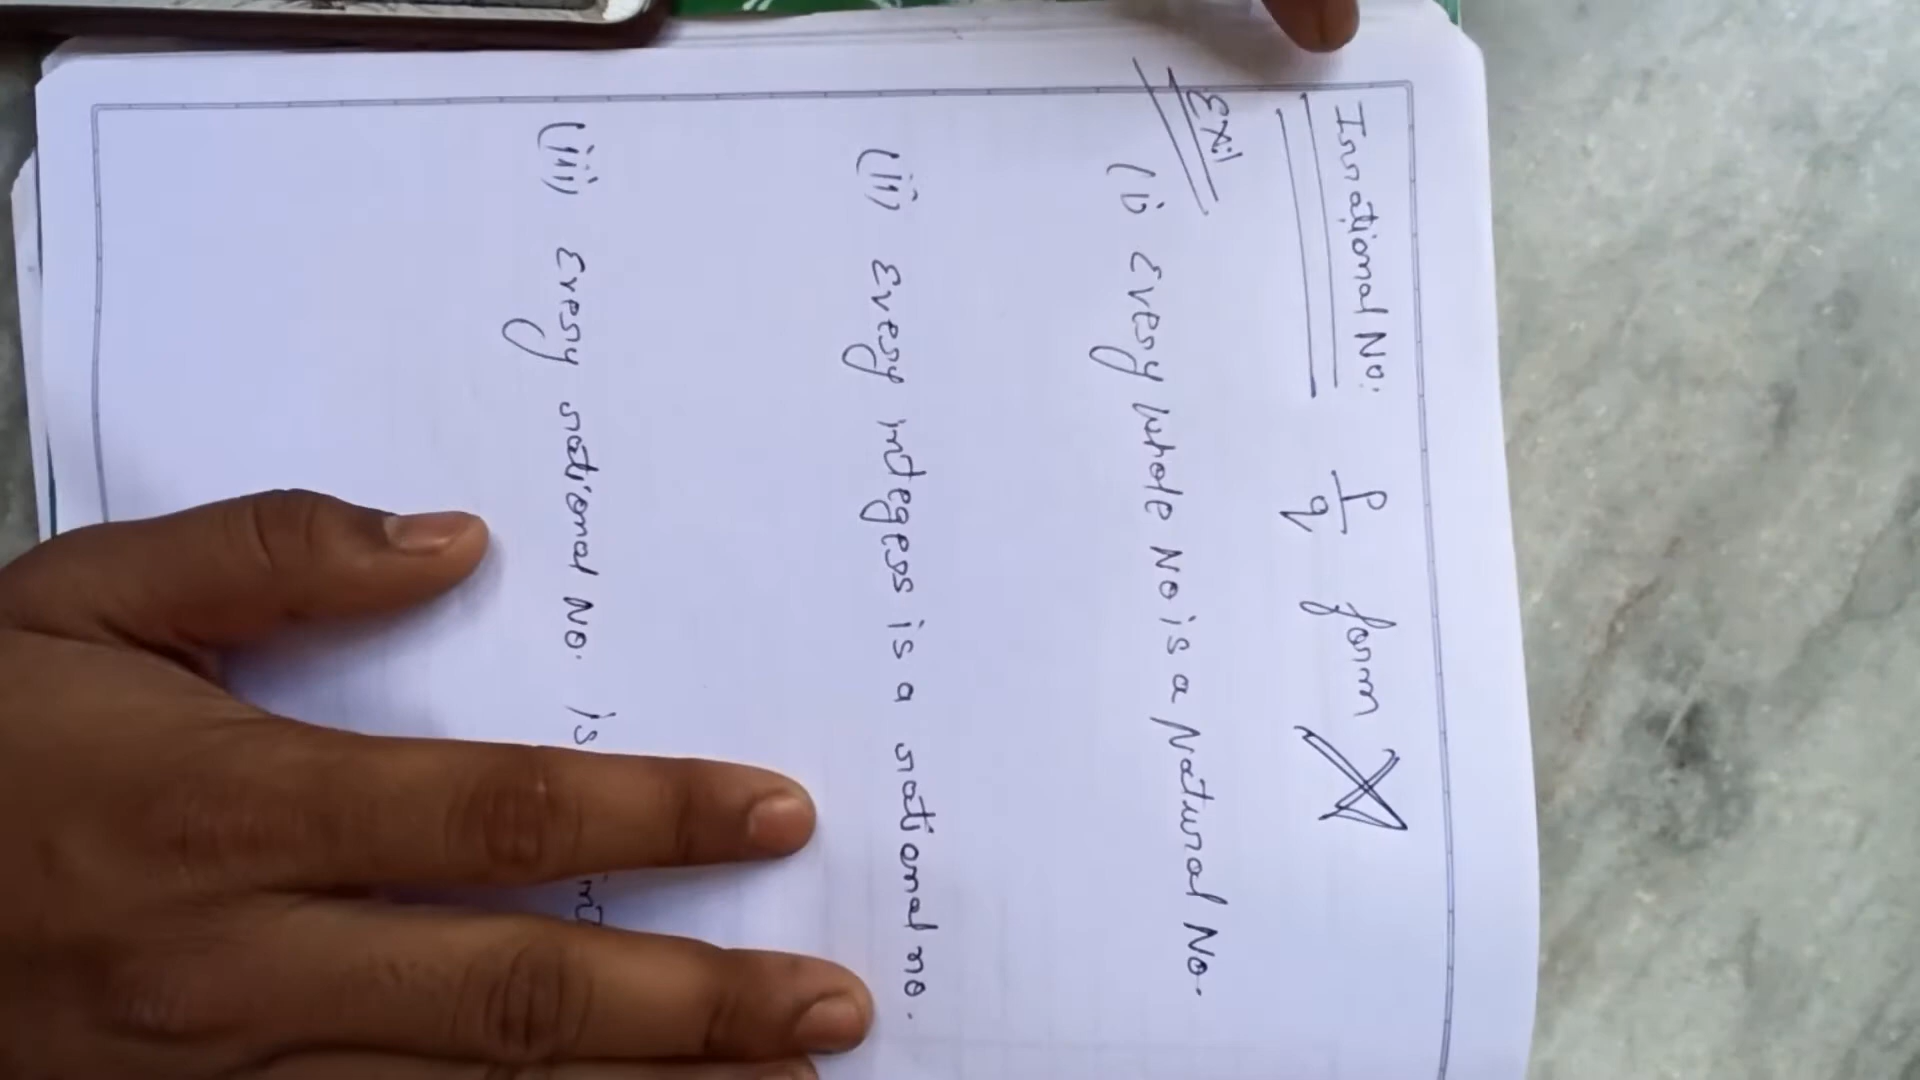 Irrational No. p/q form X
Ex:1
(i) Every whole No is a Natural No.
(ii) Every integers is a rational no.
(iii) Every rational No. is